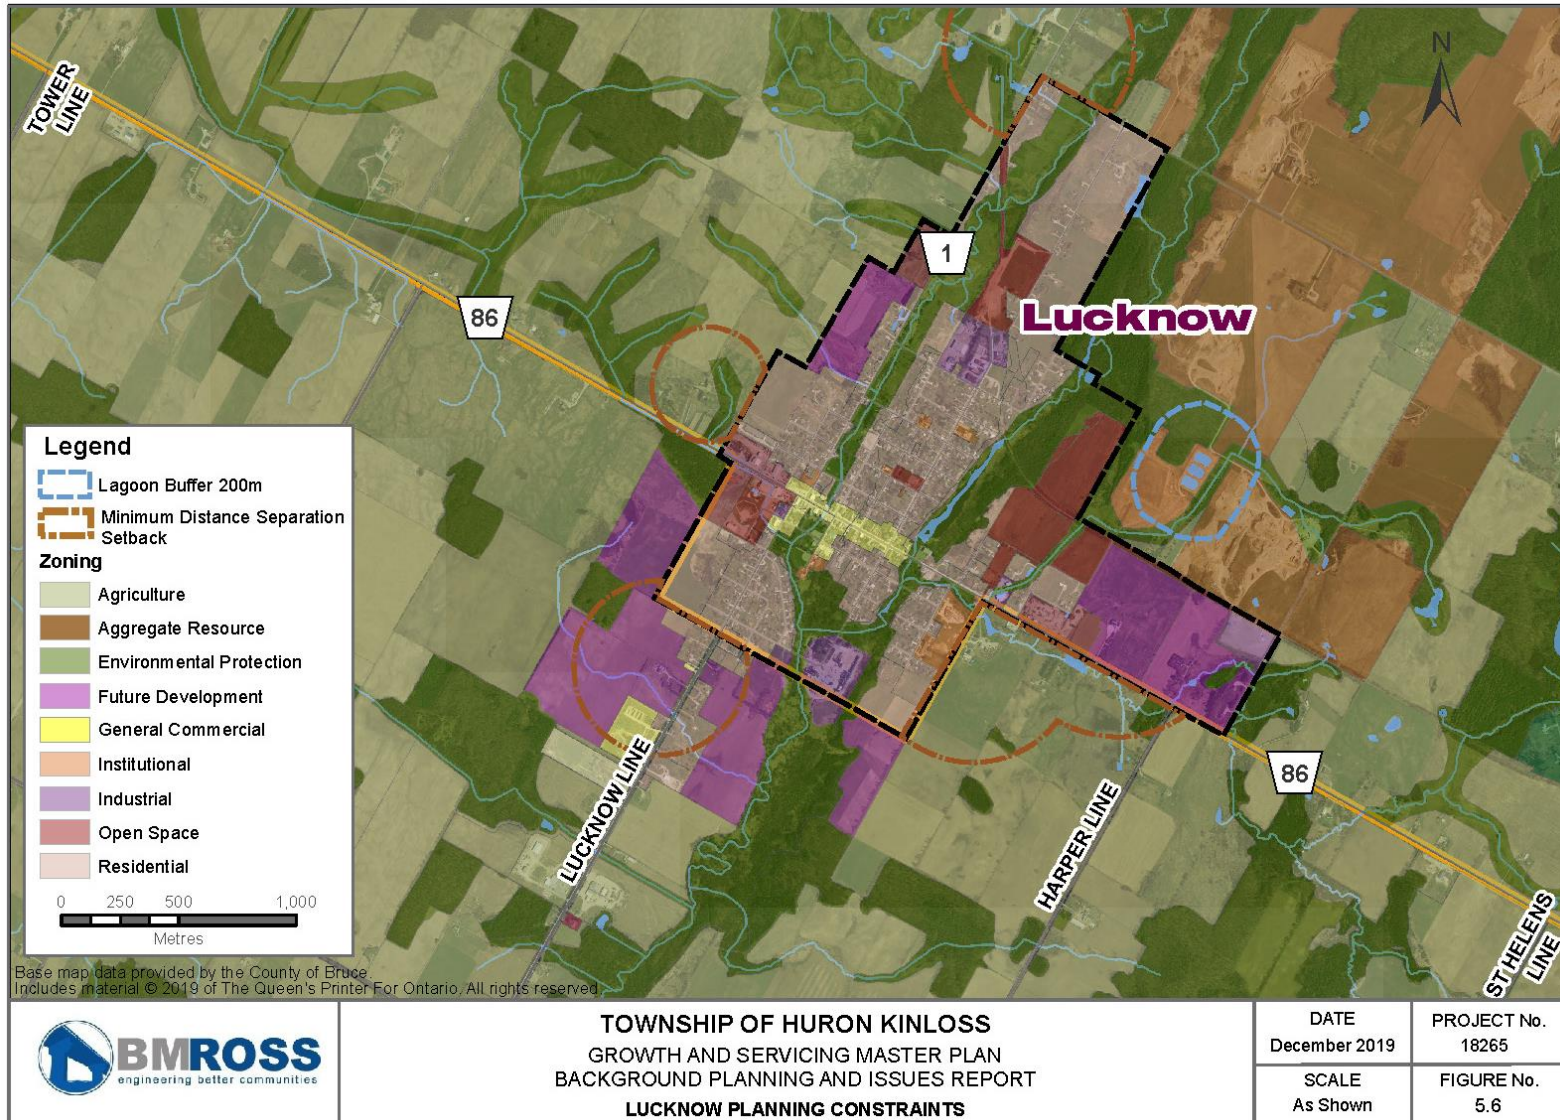 N
TOWER
LINE
1
86
Lucknow
Legend
Lagoon Buffer 200m
Minimum Distance Separation
Setback
Zoning
Agriculture
Aggregate Resource
Environmental Protection
Future Development
General Commercial
Institutional
Industrial
Open Space
Residential
0 250 500 1,000
Metres
LUCKNOW LINE
HARPER LINE
86
ST HELENS
LINE
Base map data provided by the County of Bruce.
Includes material © 2019 of The Queen's Printer For Ontario. All rights reserved
BMROSS
engineering better communities
TOWNSHIP OF HURON KINLOSS
GROWTH AND SERVICING MASTER PLAN
BACKGROUND PLANNING AND ISSUES REPORT
LUCKNOW PLANNING CONSTRAINTS
DATE
December 2019
PROJECT No.
18265
SCALE
As Shown
FIGURE No.
5.6